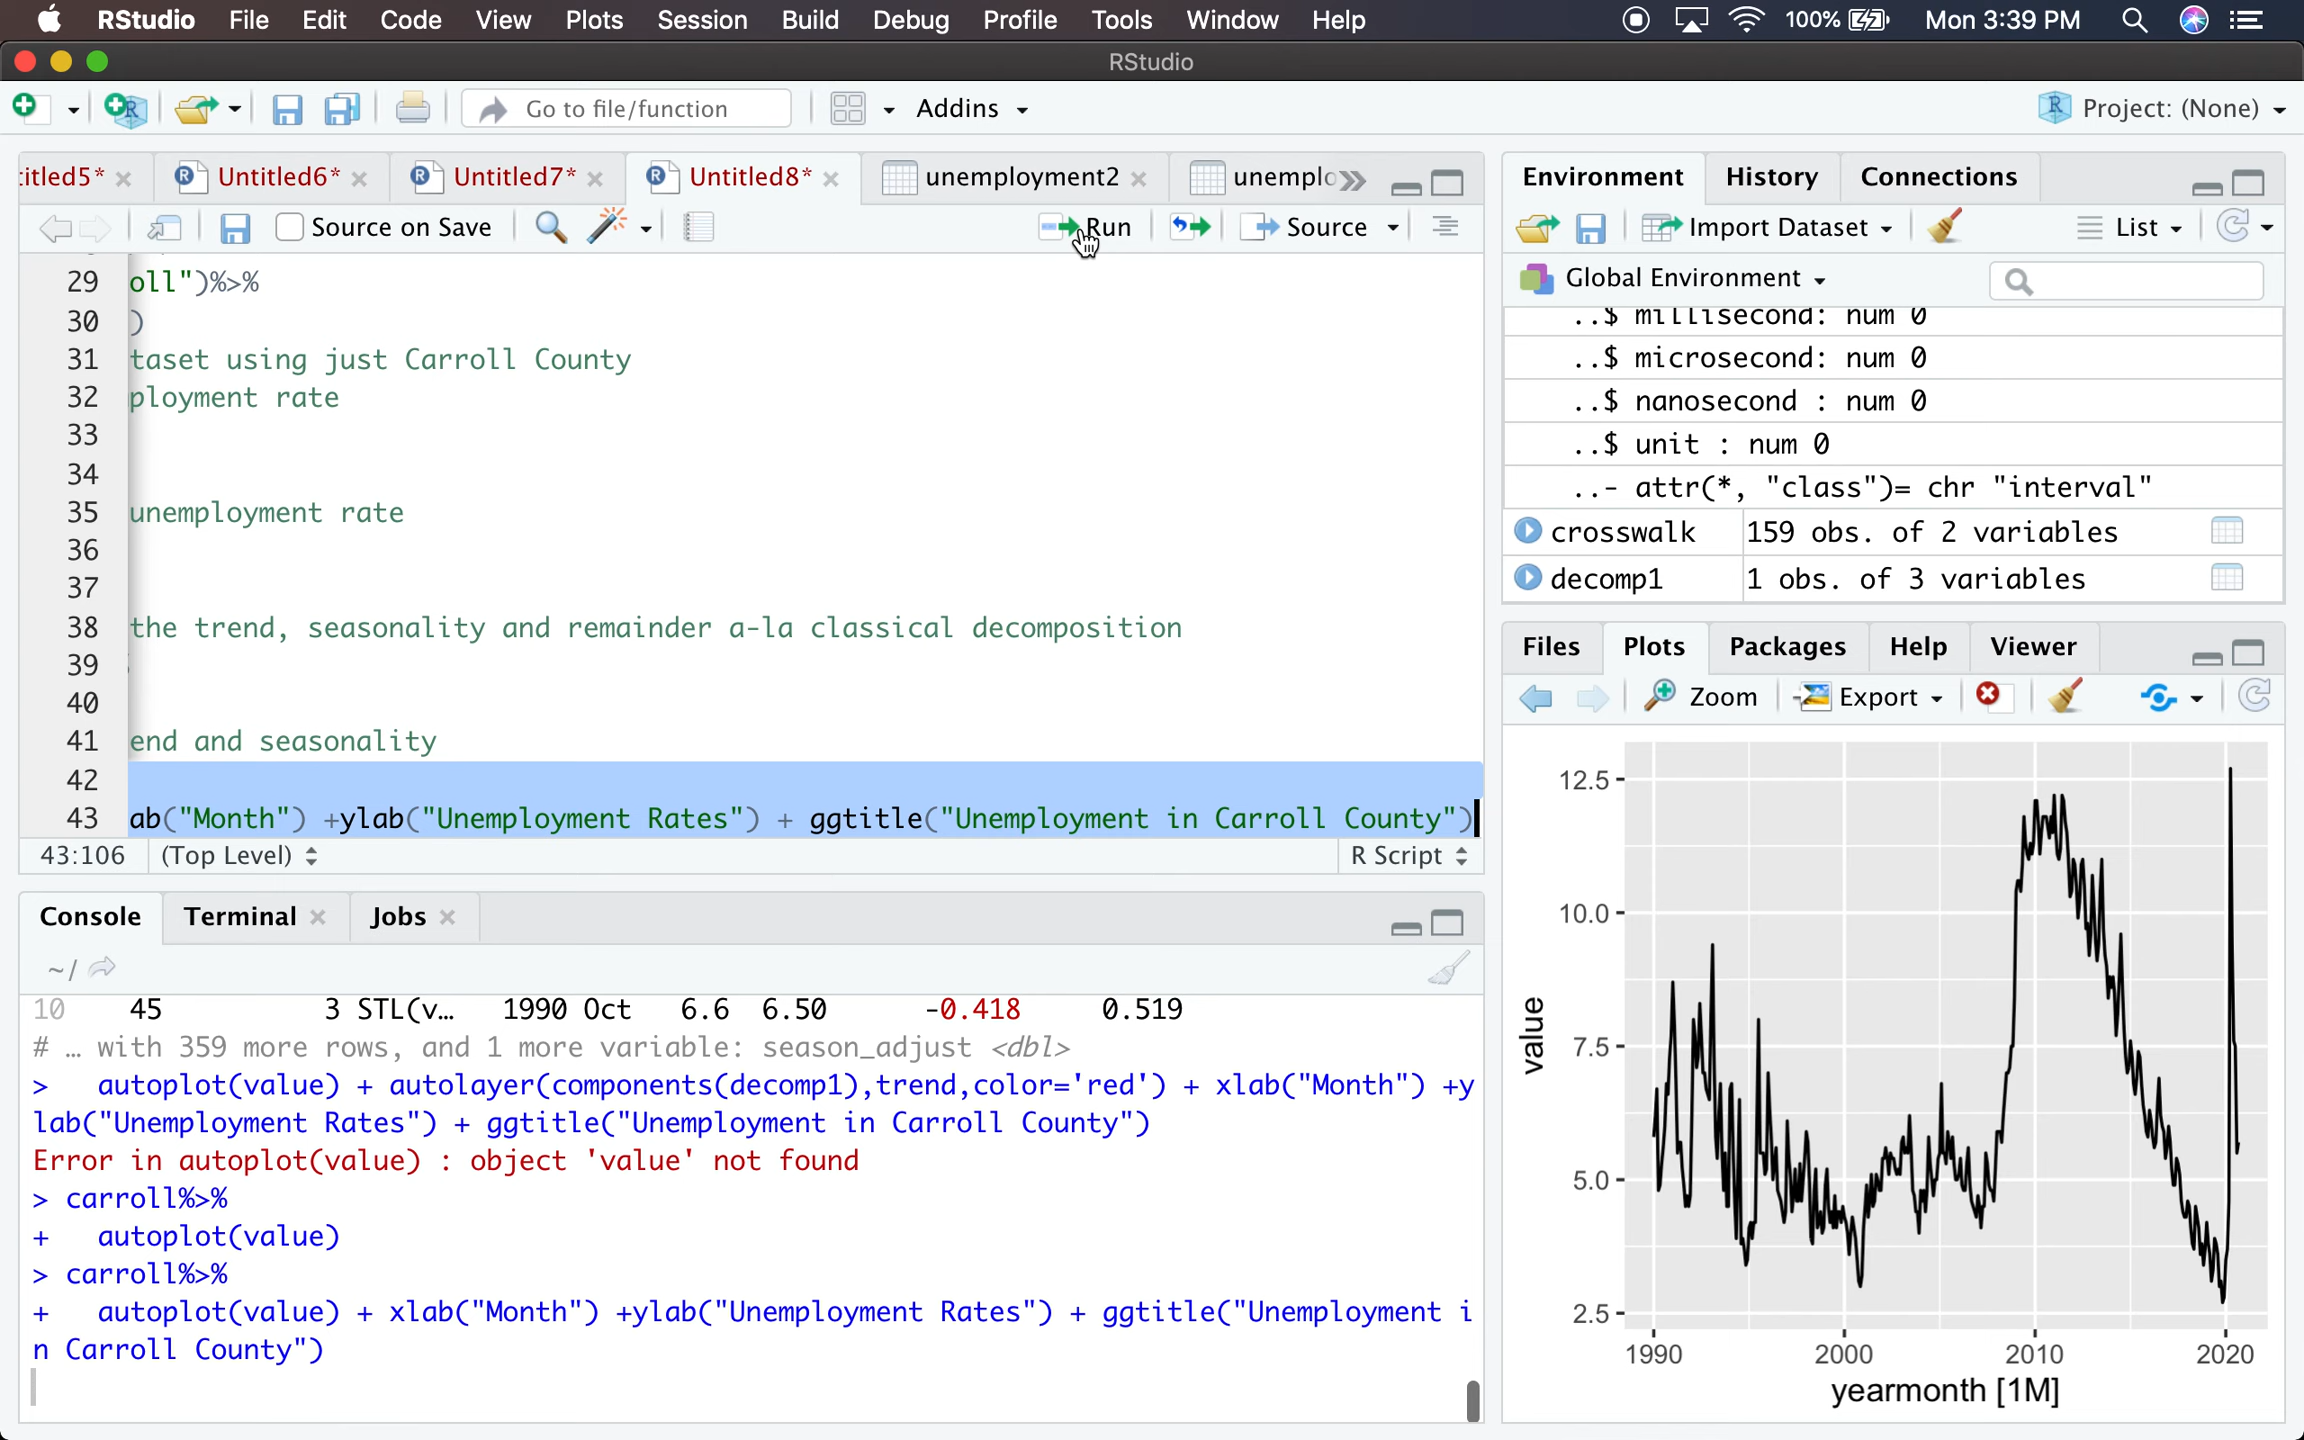 RStudio File Edit Code View Plots Session Build Debug Profile Tools Window Help 100% Mon 3:39 PM
RStudio
Go to file/function Addins Project: (None)
titled5* Untitled6* Untitled7* Untitled8* unemployment2 unemplo
Source on Save Run Source
29 oll")%>%
30 )
31 taset using just Carroll County
32 ployment rate
33
34
35 unemployment rate
36
37
38 the trend, seasonality and remainder a-la classical decomposition
39
40
41 end and seasonality
42
43 ab("Month") +ylab("Unemployment Rates") + ggtitle("Unemployment in Carroll County")
43:106 (Top Level) R Script
Console Terminal Jobs
~/
10 45 3 STL(v… 1990 Oct 6.6 6.50 -0.418 0.519
# … with 359 more rows, and 1 more variable: season_adjust <dbl>
> autoplot(value) + autolayer(components(decomp1),trend,color='red') + xlab("Month") +y
lab("Unemployment Rates") + ggtitle("Unemployment in Carroll County")
Error in autoplot(value) : object 'value' not found
> carroll%>%
+ autoplot(value)
> carroll%>%
+ autoplot(value) + xlab("Month") +ylab("Unemployment Rates") + ggtitle("Unemployment i
n Carroll County")
Environment History Connections
Import Dataset List
Global Environment
..$ millisecond: num 0
..$ microsecond: num 0
..$ nanosecond : num 0
..$ unit : num 0
..- attr(*, "class")= chr "interval"
crosswalk 159 obs. of 2 variables
decomp1 1 obs. of 3 variables
Files Plots Packages Help Viewer
Zoom Export
12.5
10.0
7.5
5.0
2.5
value
1990 2000 2010 2020
yearmonth [1M]